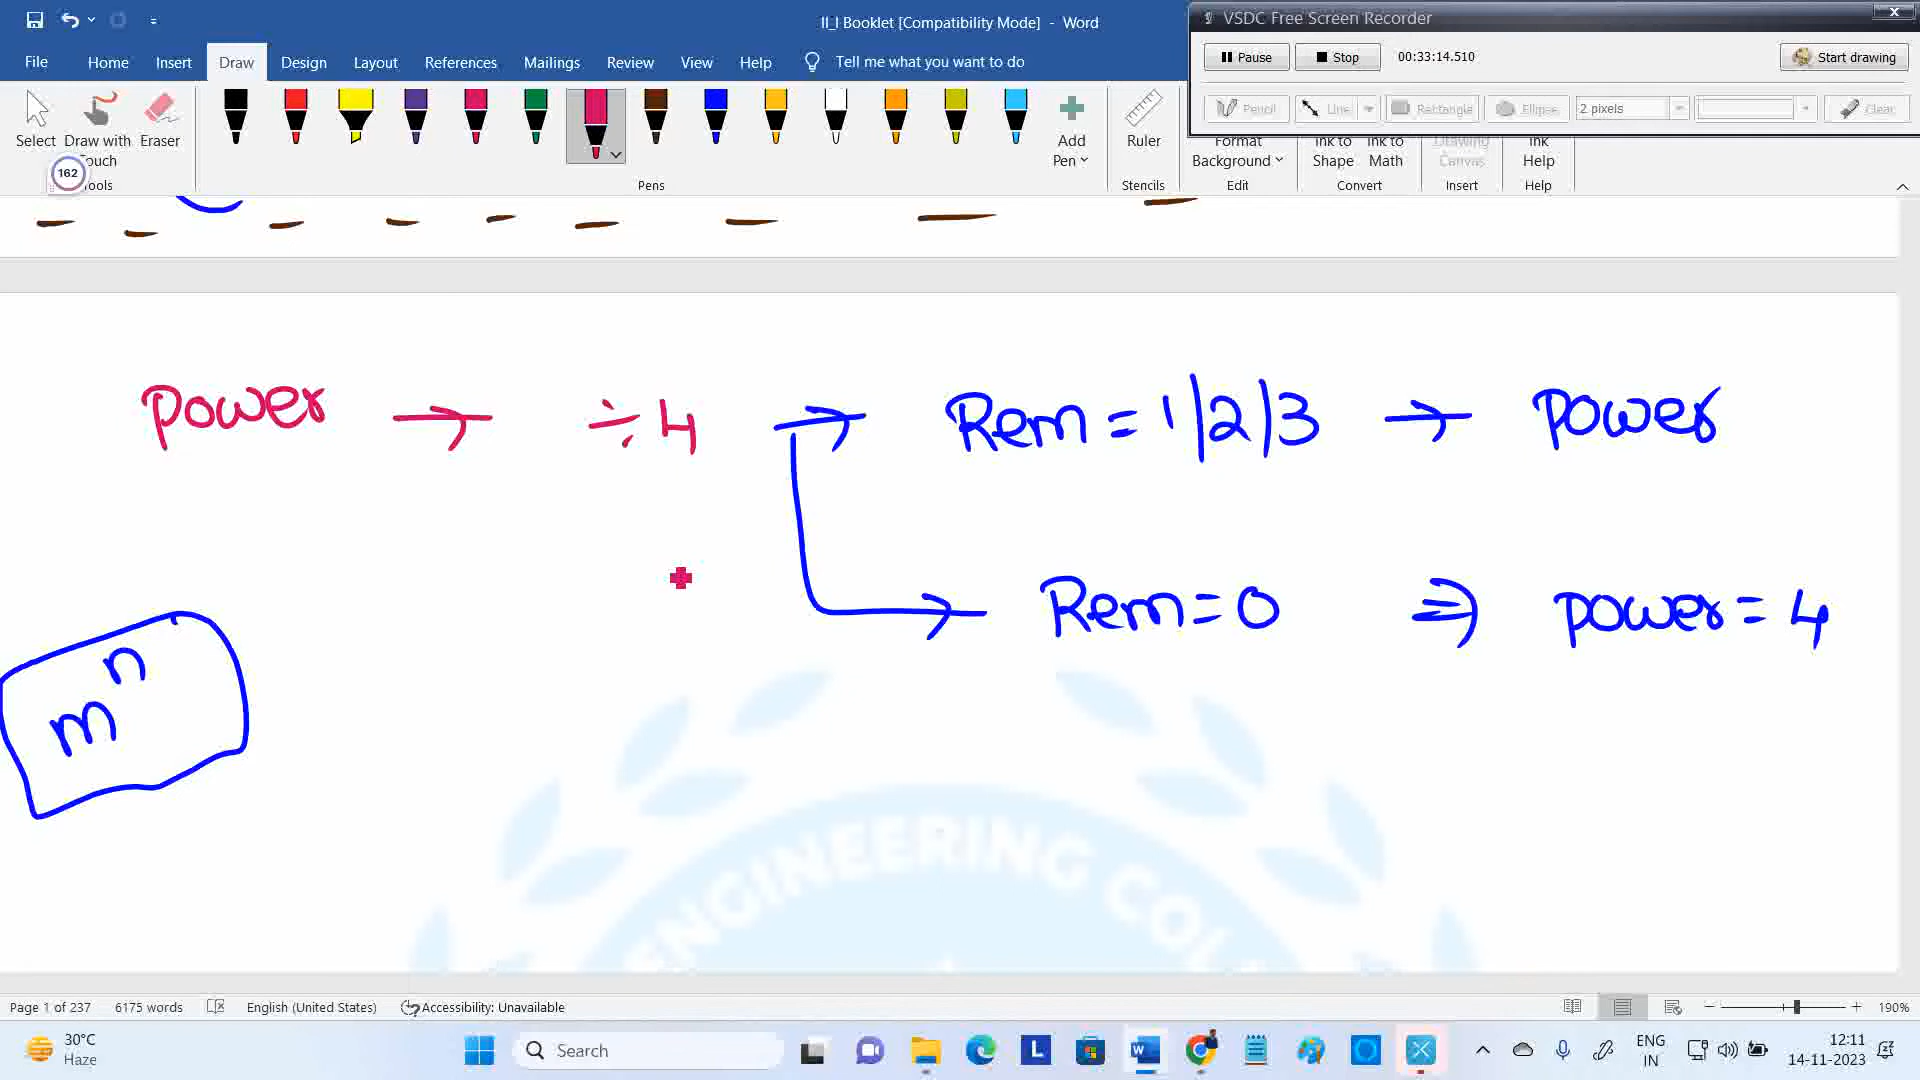 II_I Booklet [Compatibility Mode] - Word
VSDC Free Screen Recorder
File Home Insert Draw Design Layout References Mailings Review View Help Tell me what you want to do
Pause Stop 00:33:14.510 Start drawing
Pencil Line Rectangle Ellipse 2 pixels Clear
Select Draw with Touch Eraser
Add Pen
Ruler
Format Background
Ink to Shape
Ink to Math
Drawing Canvas
Ink Help
162
Tools Pens Stencils Edit Convert Insert Help
Power → ÷4 → Rem = 1|2|3 → Power
Rem = 0 ⇒ power = 4
m^n
ENGINEERING COL
Page 1 of 237 6175 words English (United States) Accessibility: Unavailable 190%
30°C
Haze
Search
ENG
IN
12:11
14-11-2023